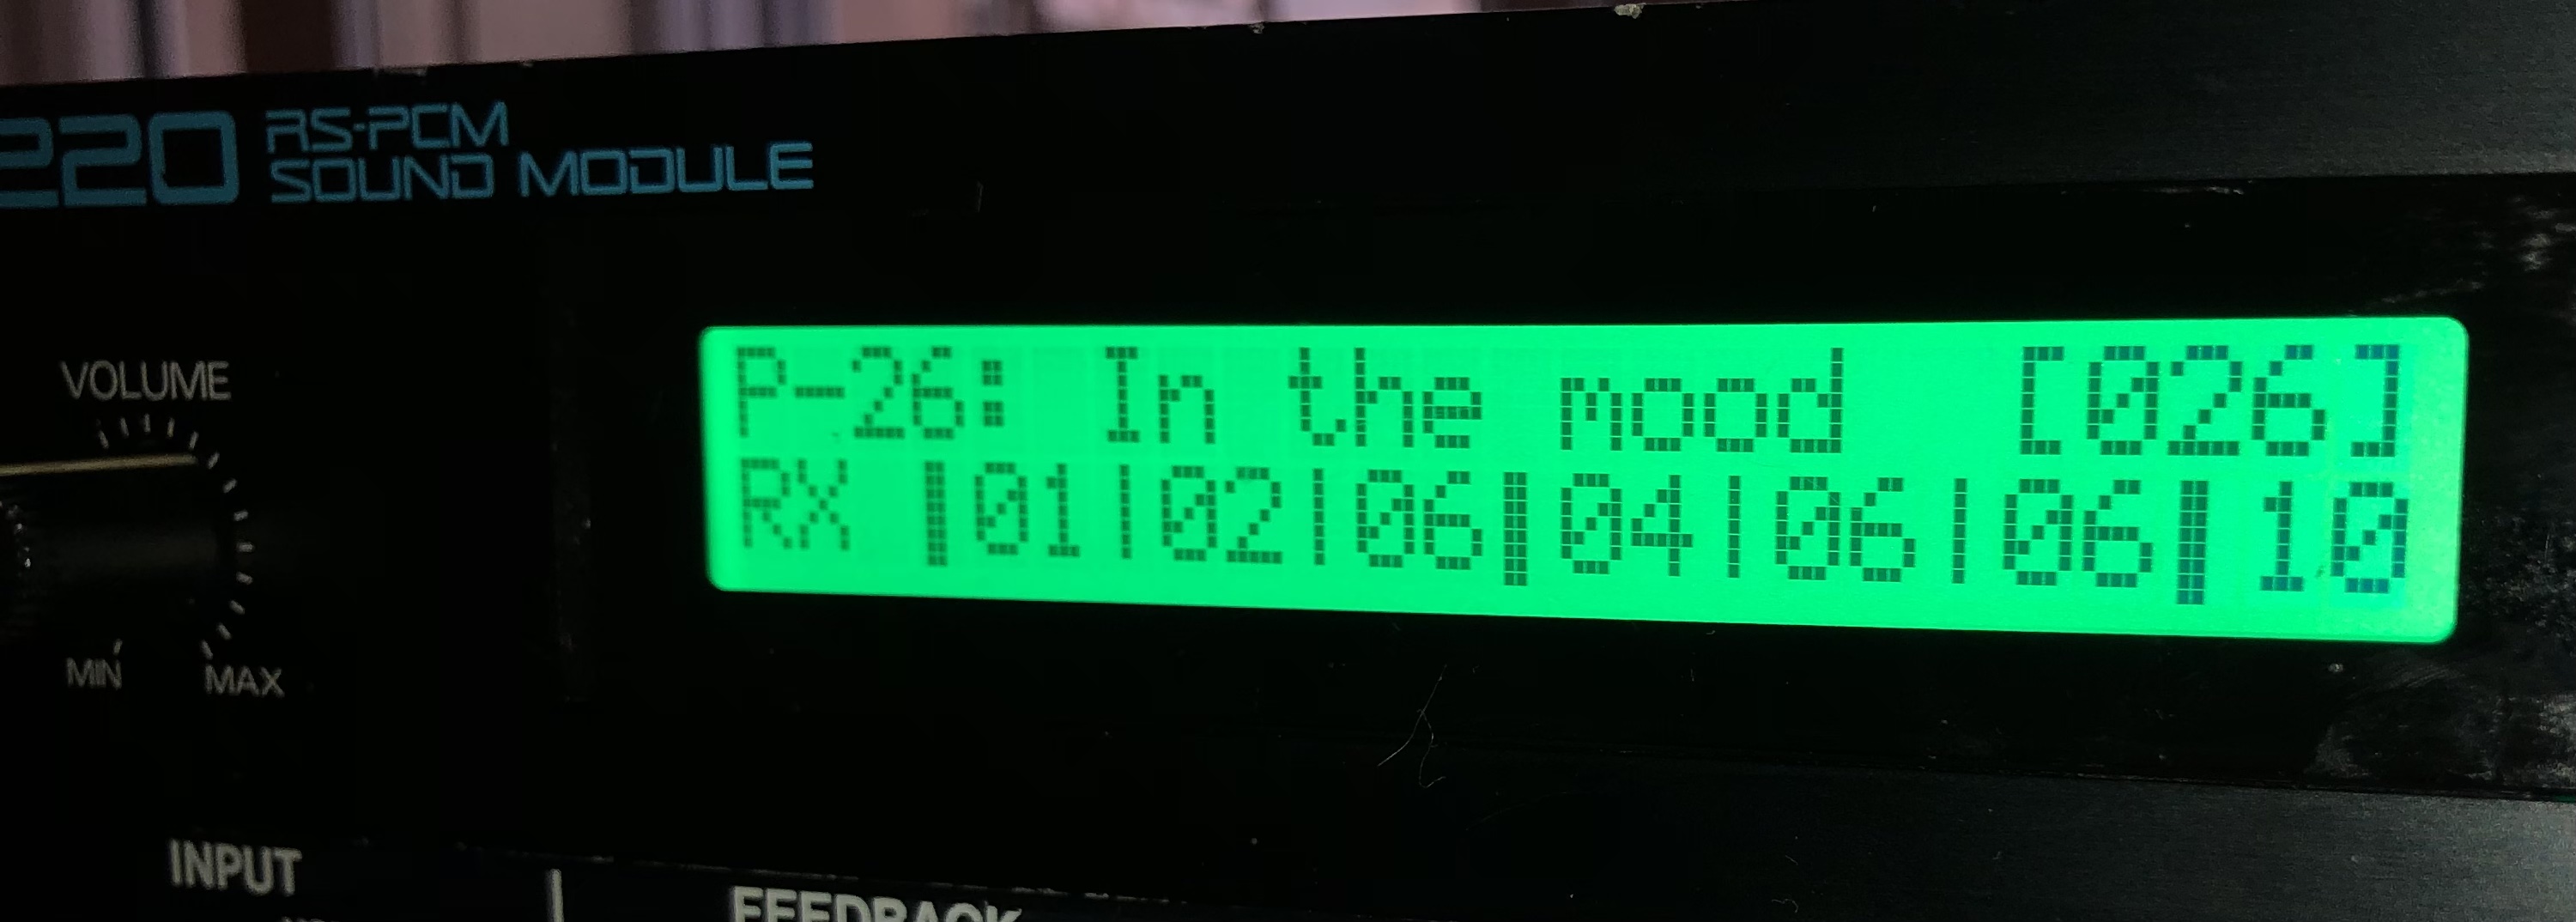 220 RS-PCM
SOUND MODULE
VOLUME
MIN MAX
P-26: In the mood [026]
RX |01|02|06|04|06|06|10
INPUT
FEEDBACK